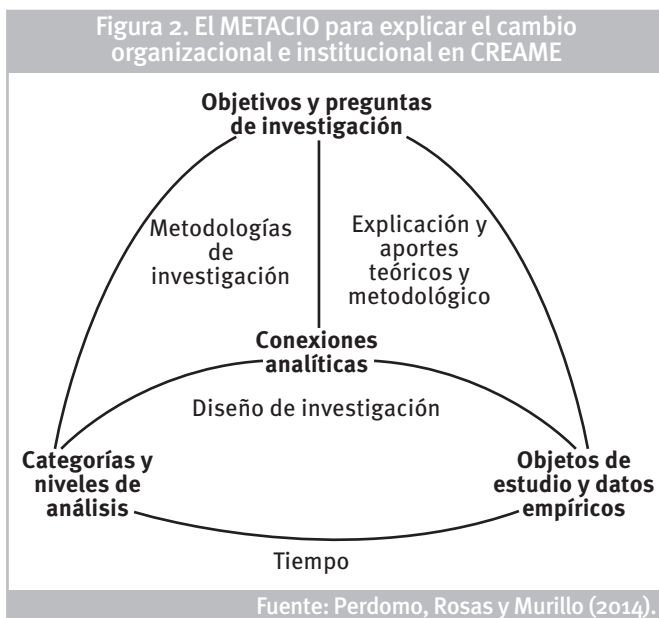 Figura 2. El METACIO para explicar el cambio
organizacional e institucional en CREAME
Objetivos y preguntas
de investigación
Metodologías
de
investigación
Explicación y
aportes
teóricos y
metodológico
Conexiones
analíticas
Diseño de investigación
Categorías y
niveles de
análisis
Objetos de
estudio y datos
empíricos
Tiempo
Fuente: Perdomo, Rosas y Murillo (2014).